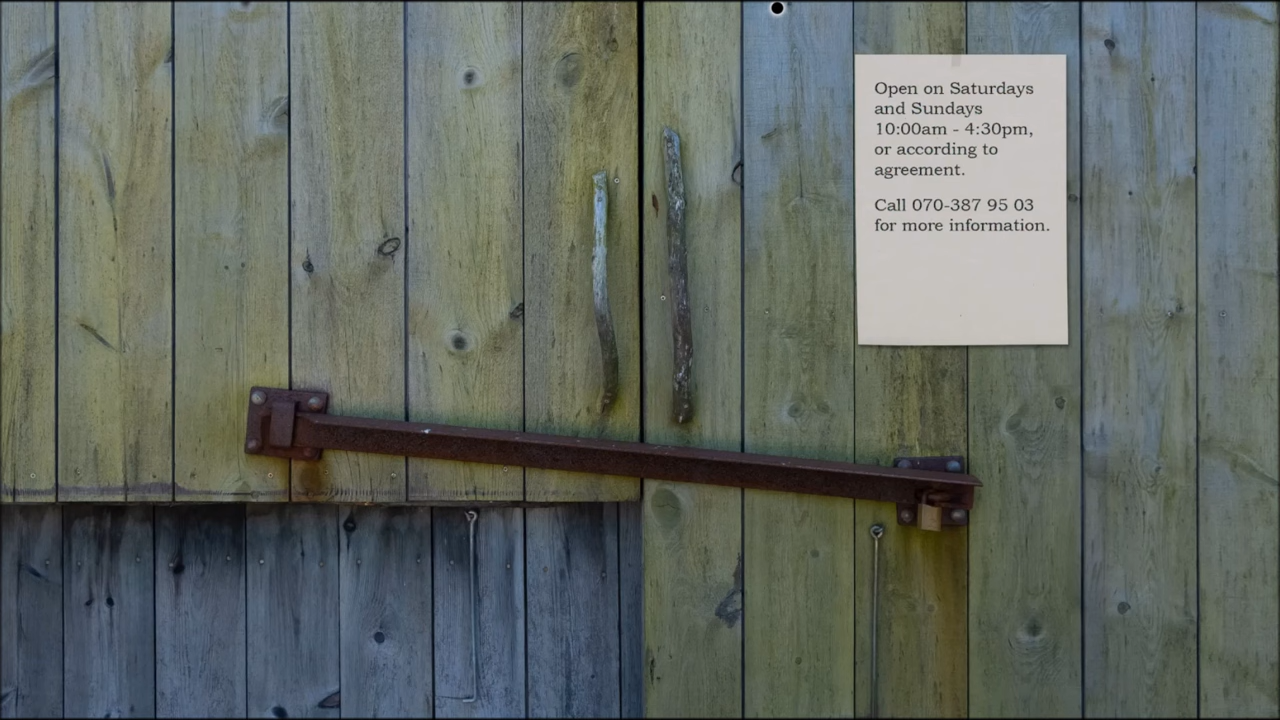 Open on Saturdays
and Sundays
10:00am - 4:30pm,
or according to
agreement.
Call 070-387 95 03
for more information.